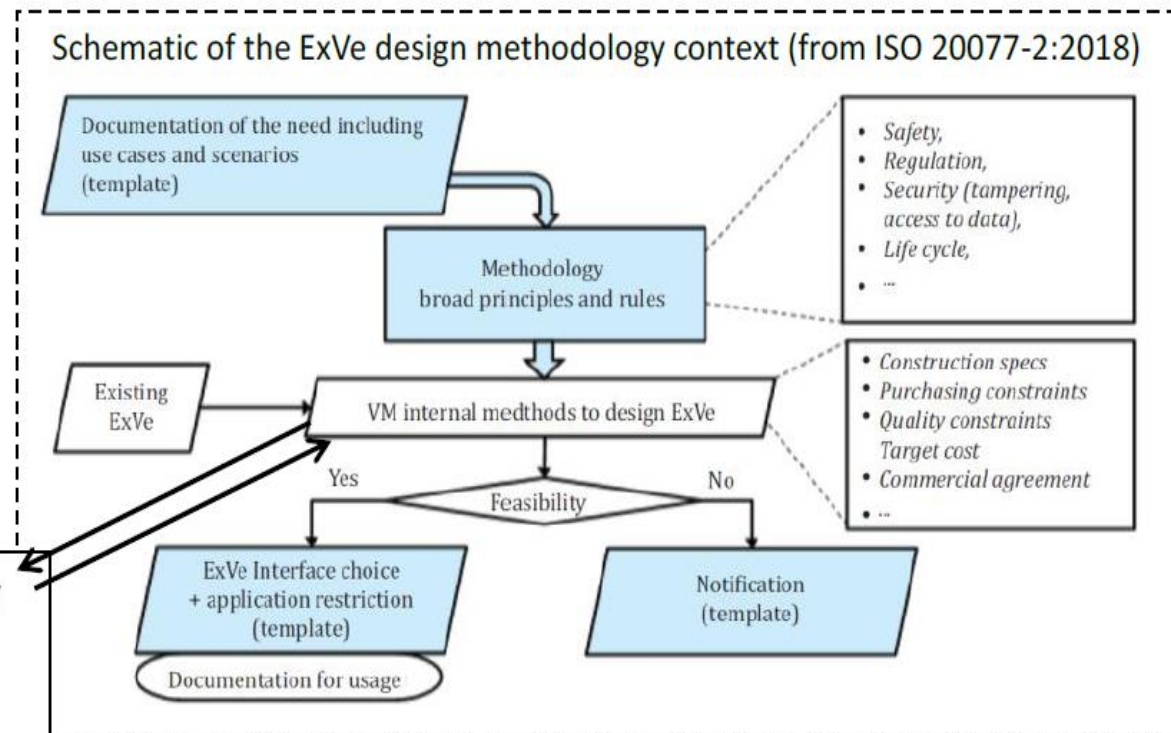 Schematic of the ExVe design methodology context (from ISO 20077-2:2018)
Documentation of the need including
use cases and scenarios
(template)
• Safety,
• Regulation,
• Security (tampering,
access to data),
• Life cycle,
• ...
Methodology
broad principles and rules
Existing
ExVe
VM internal medthods to design ExVe
• Construction specs
• Purchasing constraints
• Quality constraints
Target cost
• Commercial agreement
• ...
Yes
Feasibility
No
ExVe Interface choice
+ application restriction
(template)
Notification
(template)
Documentation for usage